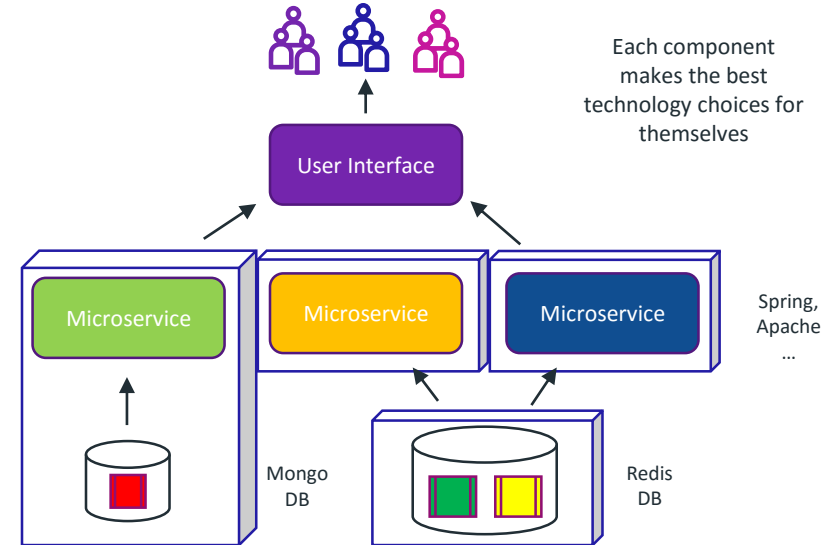 Each component
makes the best
technology choices for
themselves
User Interface
Microservice
Microservice
Microservice
Spring,
Apache
...
Mongo
DB
Redis
DB